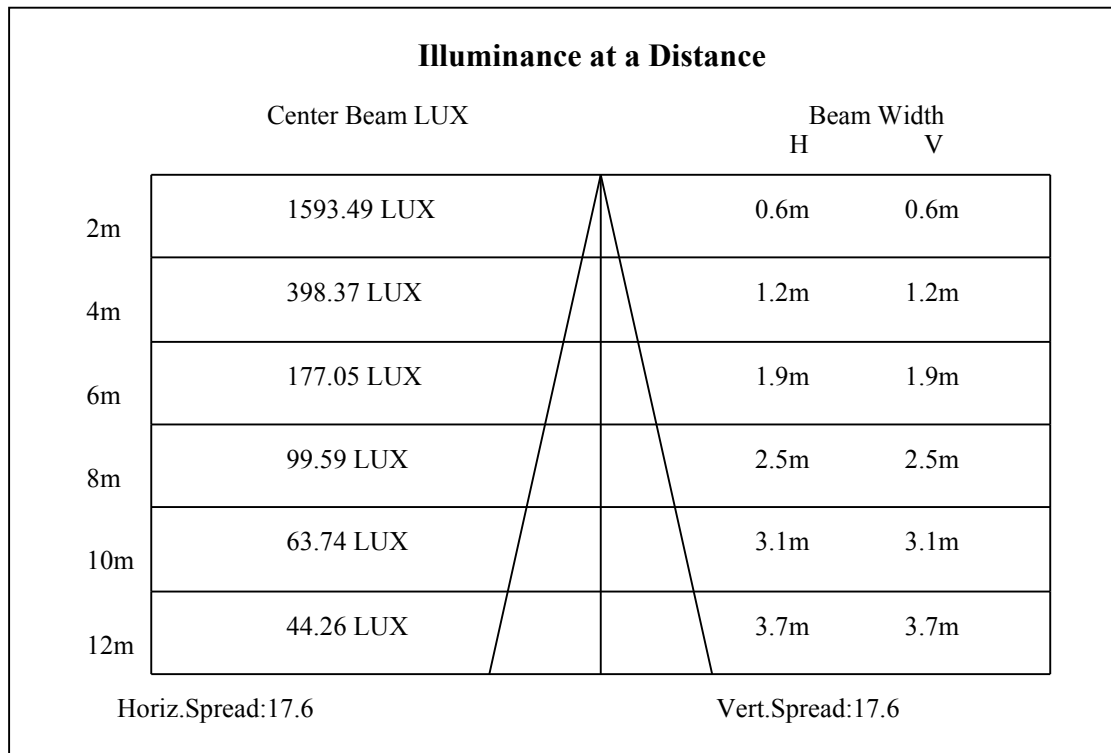 Illuminance at a Distance
Center Beam LUX Beam Width
H V
2m 1593.49 LUX 0.6m 0.6m
4m 398.37 LUX 1.2m 1.2m
6m 177.05 LUX 1.9m 1.9m
8m 99.59 LUX 2.5m 2.5m
10m 63.74 LUX 3.1m 3.1m
12m 44.26 LUX 3.7m 3.7m
Horiz.Spread:17.6 Vert.Spread:17.6